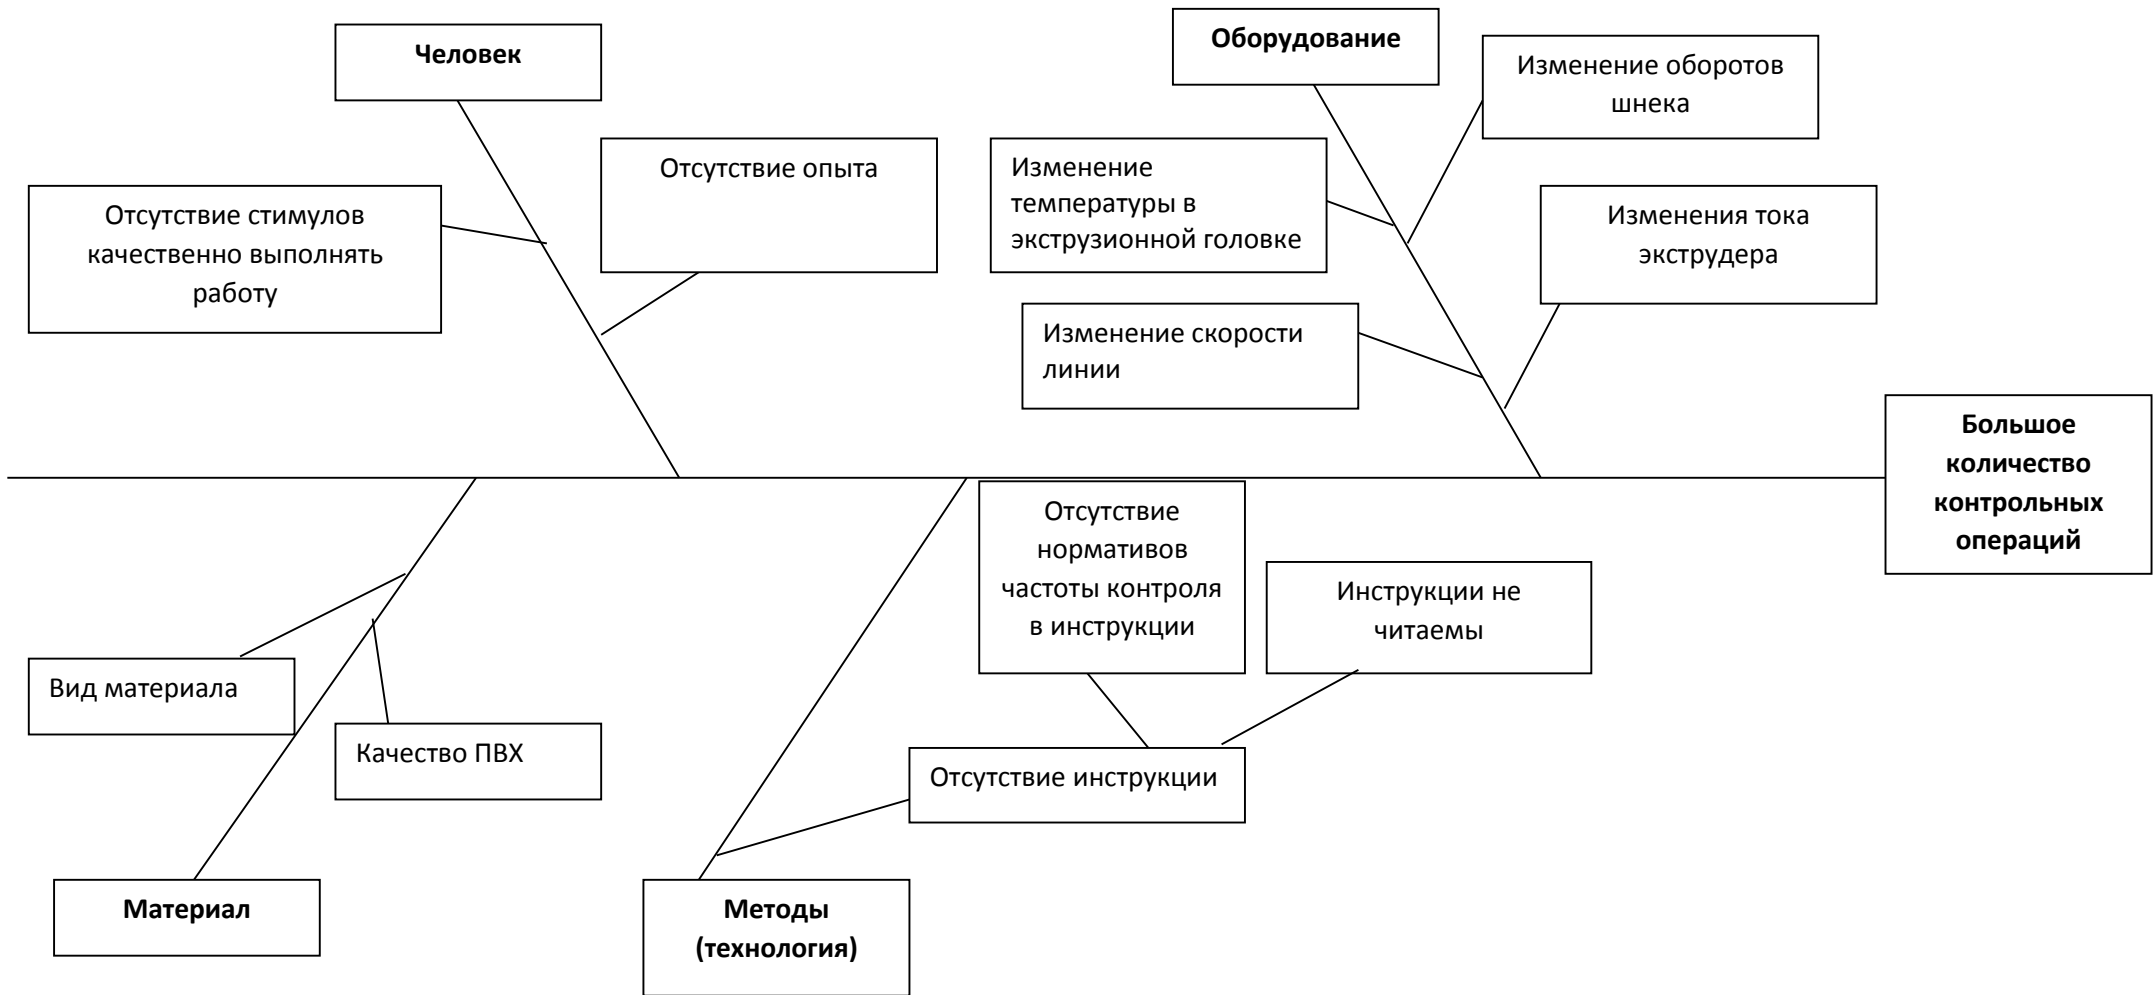 Человек
Оборудование
Изменение оборотов
шнека
Отсутствие опыта
Изменение
температуры в
экструзионной головке
Отсутствие стимулов
качественно выполнять
работу
Изменения тока
экструдера
Изменение скорости
линии
Большое
количество
контрольных
операций
Отсутствие
нормативов
частоты контроля
в инструкции
Инструкции не
читаемы
Вид материала
Качество ПВХ
Отсутствие инструкции
Материал
Методы
(технология)